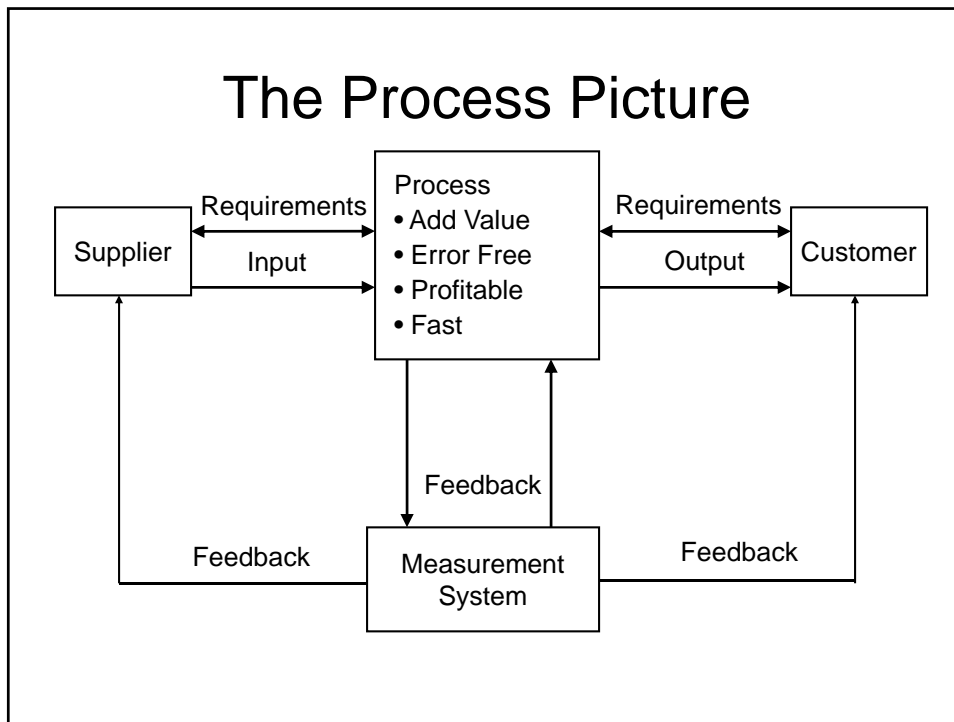 The Process Picture
Process
• Add Value
• Error Free
• Profitable
• Fast
Requirements
Supplier
Input
Requirements
Customer
Output
Feedback
Feedback
Measurement
System
Feedback